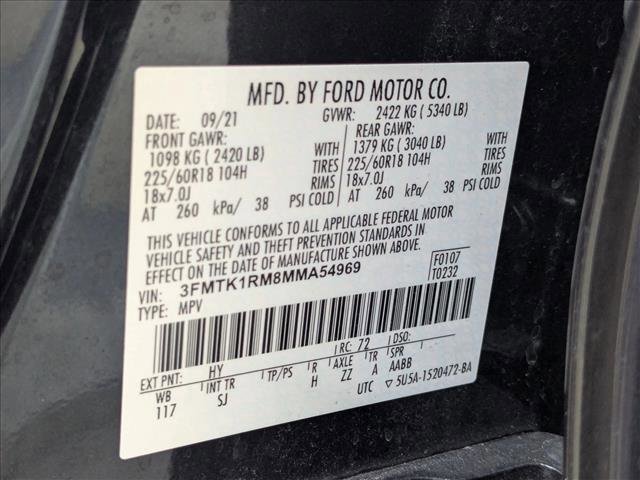 MFD. BY FORD MOTOR CO.
DATE: 09/21 GVWR: 2422 KG ( 5340 LB)
FRONT GAWR: REAR GAWR:
1098 KG ( 2420 LB) WITH 1379 KG ( 3040 LB) WITH
225/60R18 104H TIRES 225/60R18 104H TIRES
18x7.0J RIMS 18x7.0J RIMS
AT 260 kPa/ 38 PSI COLD AT 260 kPa/ 38 PSI COLD
THIS VEHICLE CONFORMS TO ALL APPLICABLE FEDERAL MOTOR
VEHICLE SAFETY AND THEFT PREVENTION STANDARDS IN
EFFECT ON THE DATE OF MANUFACTURE SHOWN ABOVE.
VIN: 3FMTK1RM8MMA54969 F0107
TYPE: MPV T0232
EXT PNT: HY RC: 72 DSO:
WB INT TR TP/PS R AXLE TR SPR
117 SJ H ZZ A AABB
UTC ▽5U5A-1520472-BA